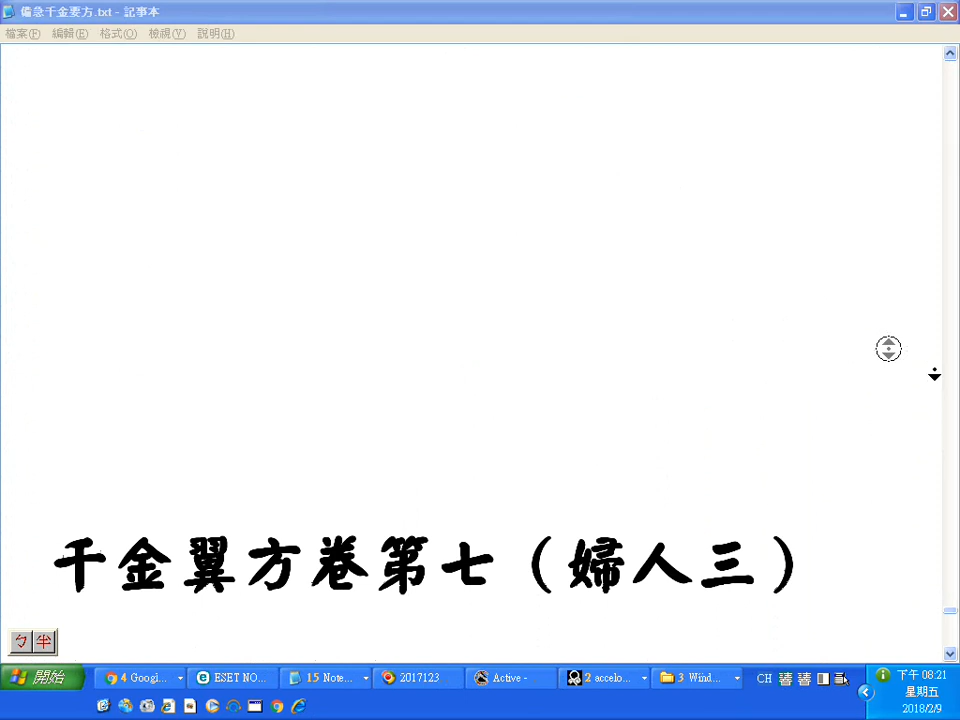 備急千金要方.txt - 記事本
檔案(F) 編輯(E) 格式(O) 檢視(V) 說明(H)
千金翼方卷第七（婦人三）
ㄅ 半
開始 4 Googl... ESET NO... 15 Note... 2017123 Active - 2 accelo... 3 Wind... CH 下午 08:21
星期五
2018/2/9